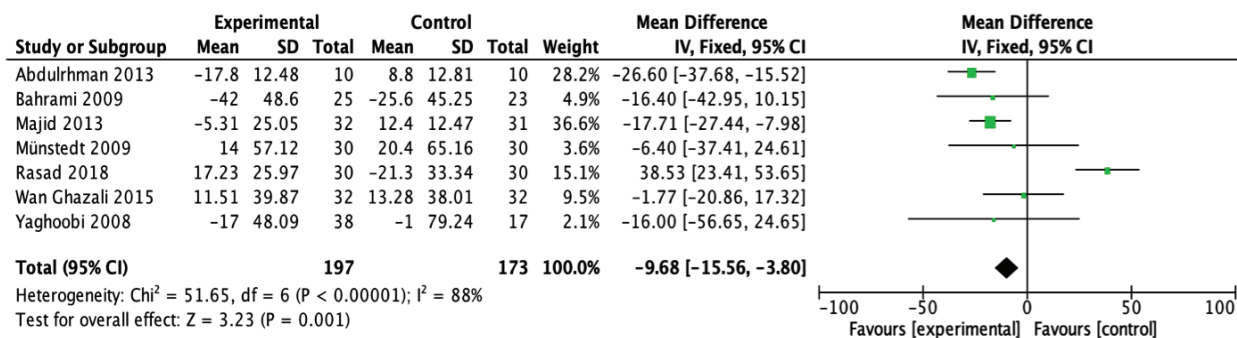 Experimental Control Mean Difference Mean Difference
Study or Subgroup Mean SD Total Mean SD Total Weight IV, Fixed, 95% CI IV, Fixed, 95% CI
Abdulrhman 2013 −17.8 12.48 10 8.8 12.81 10 28.2% −26.60 [−37.68, −15.52]
Bahrami 2009 −42 48.6 25 −25.6 45.25 23 4.9% −16.40 [−42.95, 10.15]
Majid 2013 −5.31 25.05 32 12.4 12.47 31 36.6% −17.71 [−27.44, −7.98]
Münstedt 2009 14 57.12 30 20.4 65.16 30 3.6% −6.40 [−37.41, 24.61]
Rasad 2018 17.23 25.97 30 −21.3 33.34 30 15.1% 38.53 [23.41, 53.65]
Wan Ghazali 2015 11.51 39.87 32 13.28 38.01 32 9.5% −1.77 [−20.86, 17.32]
Yaghoobi 2008 −17 48.09 38 −1 79.24 17 2.1% −16.00 [−56.65, 24.65]
Total (95% CI) 197 173 100.0% −9.68 [−15.56, −3.80]
Heterogeneity: Chi² = 51.65, df = 6 (P < 0.00001); I² = 88%
Test for overall effect: Z = 3.23 (P = 0.001)
−100 −50 0 50 100
Favours [experimental] Favours [control]